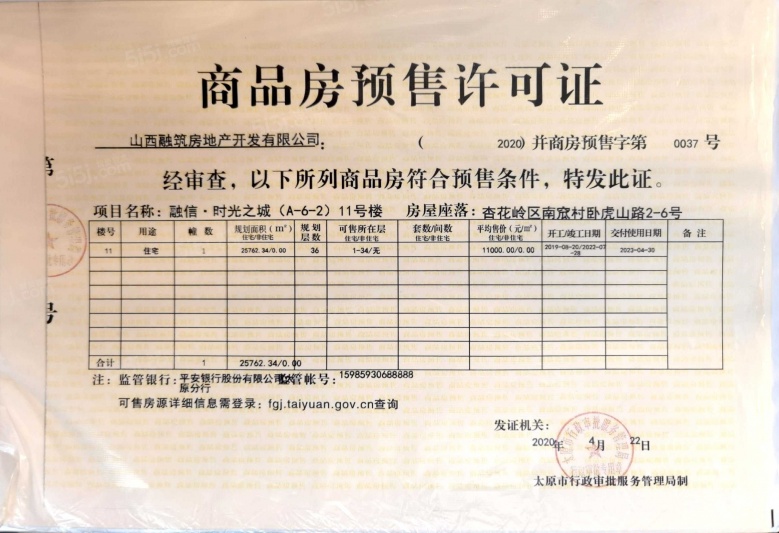 商品房预售许可证
山西融筑房地产开发有限公司： ( 2020) 并商房预售字第 0037 号
经审查，以下所列商品房符合预售条件，特发此证。
项目名称：融信·时光之城（A-6-2）11号楼 房屋座落：杏花岭区南窊村卧虎山路2-6号
楼号 用途 幢 数 规划面积（㎡） 住宅/非住宅 规划层数 可售所在层 住宅/非住宅 套数/间数 住宅/非住宅 平均售价（元/㎡） 住宅/非住宅 开工/竣工日期 交付使用日期 备 注
11 住宅 1 25762.34/0.00 36 1-34/无 11000.00/0.00 2019-08-20/2022-07-28 2023-04-30
合计 1 25762.34/0.00
注：监管银行：平安银行股份有限公司太原分行 监管帐号：15985930688888
可售房源详细信息需登录：fgj.taiyuan.gov.cn查询
发证机关：
2020年 4月 22日
太原市行政审批服务管理局制
第
号